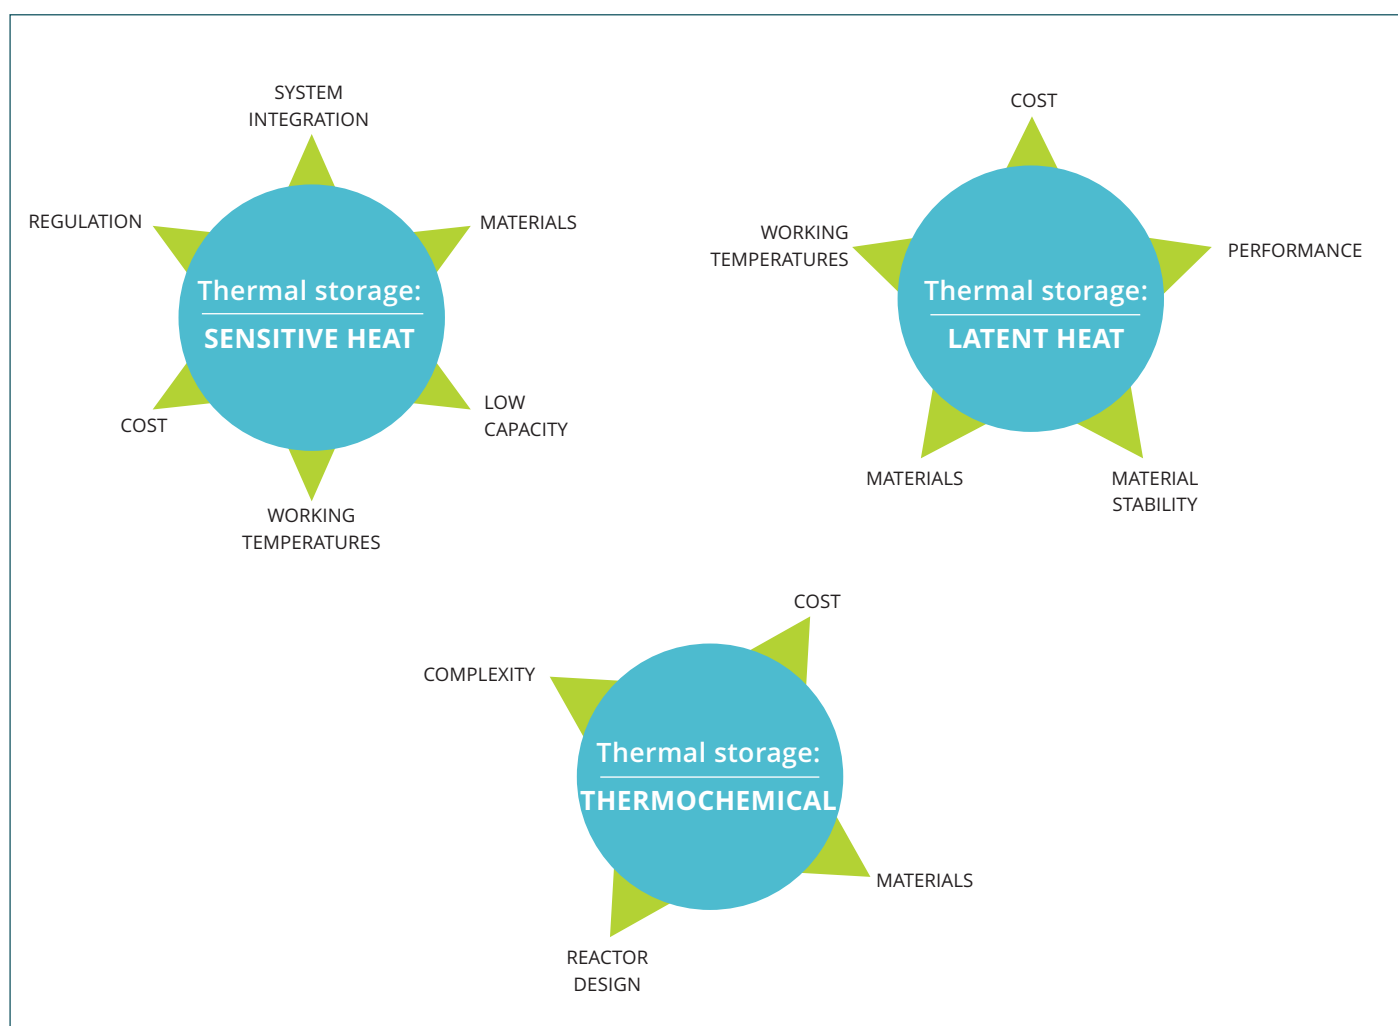 SYSTEM
INTEGRATION
REGULATION
MATERIALS
Thermal storage:
SENSITIVE HEAT
COST
LOW
CAPACITY
WORKING
TEMPERATURES
COST
WORKING
TEMPERATURES
PERFORMANCE
Thermal storage:
LATENT HEAT
MATERIALS
MATERIAL
STABILITY
COST
COMPLEXITY
Thermal storage:
THERMOCHEMICAL
MATERIALS
REACTOR
DESIGN